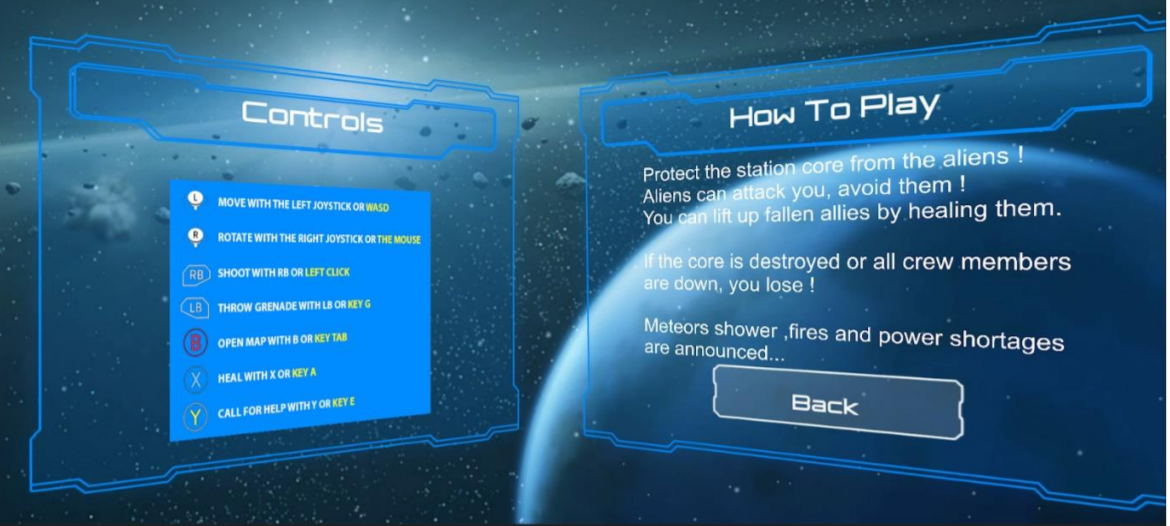 Controls
L MOVE WITH THE LEFT JOYSTICK OR WASD
R ROTATE WITH THE RIGHT JOYSTICK OR THE MOUSE
RB SHOOT WITH RB OR LEFT CLICK
LB THROW GRENADE WITH LB OR KEY G
B OPEN MAP WITH B OR KEY TAB
X HEAL WITH X OR KEY A
Y CALL FOR HELP WITH Y OR KEY E
How To Play
Protect the station core from the aliens !
Aliens can attack you, avoid them !
You can lift up fallen allies by healing them.
If the core is destroyed or all crew members
are down, you lose !
Meteors shower ,fires and power shortages
are announced...
Back